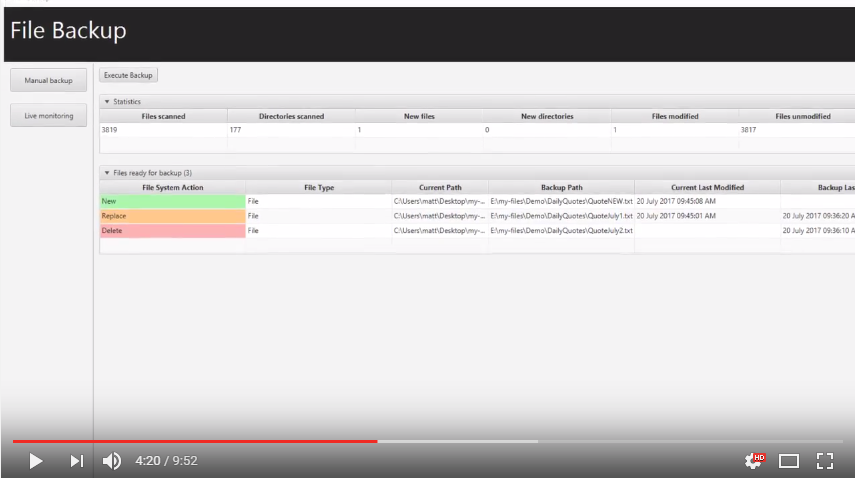 File Backup
Manual backup
Live monitoring
Execute Backup
▼ Statistics
Files scanned Directories scanned New files New directories Files modified Files unmodified
3819 177 1 0 1 3817
▼ Files ready for backup (3)
File System Action File Type Current Path Backup Path Current Last Modified Backup Las
New File C:\Users\matt\Desktop\my-... E:\my-files\Demo\DailyQuotes\QuoteNEW.txt 20 July 2017 09:45:08 AM
Replace File C:\Users\matt\Desktop\my-... E:\my-files\Demo\DailyQuotes\QuoteJuly1.txt 20 July 2017 09:45:01 AM 20 July 2017 09:36:20 A
Delete File C:\Users\matt\Desktop\my-... E:\my-files\Demo\DailyQuotes\QuoteJuly2.txt 20 July 2017 09:36:10 A
4:20 / 9:52 HD